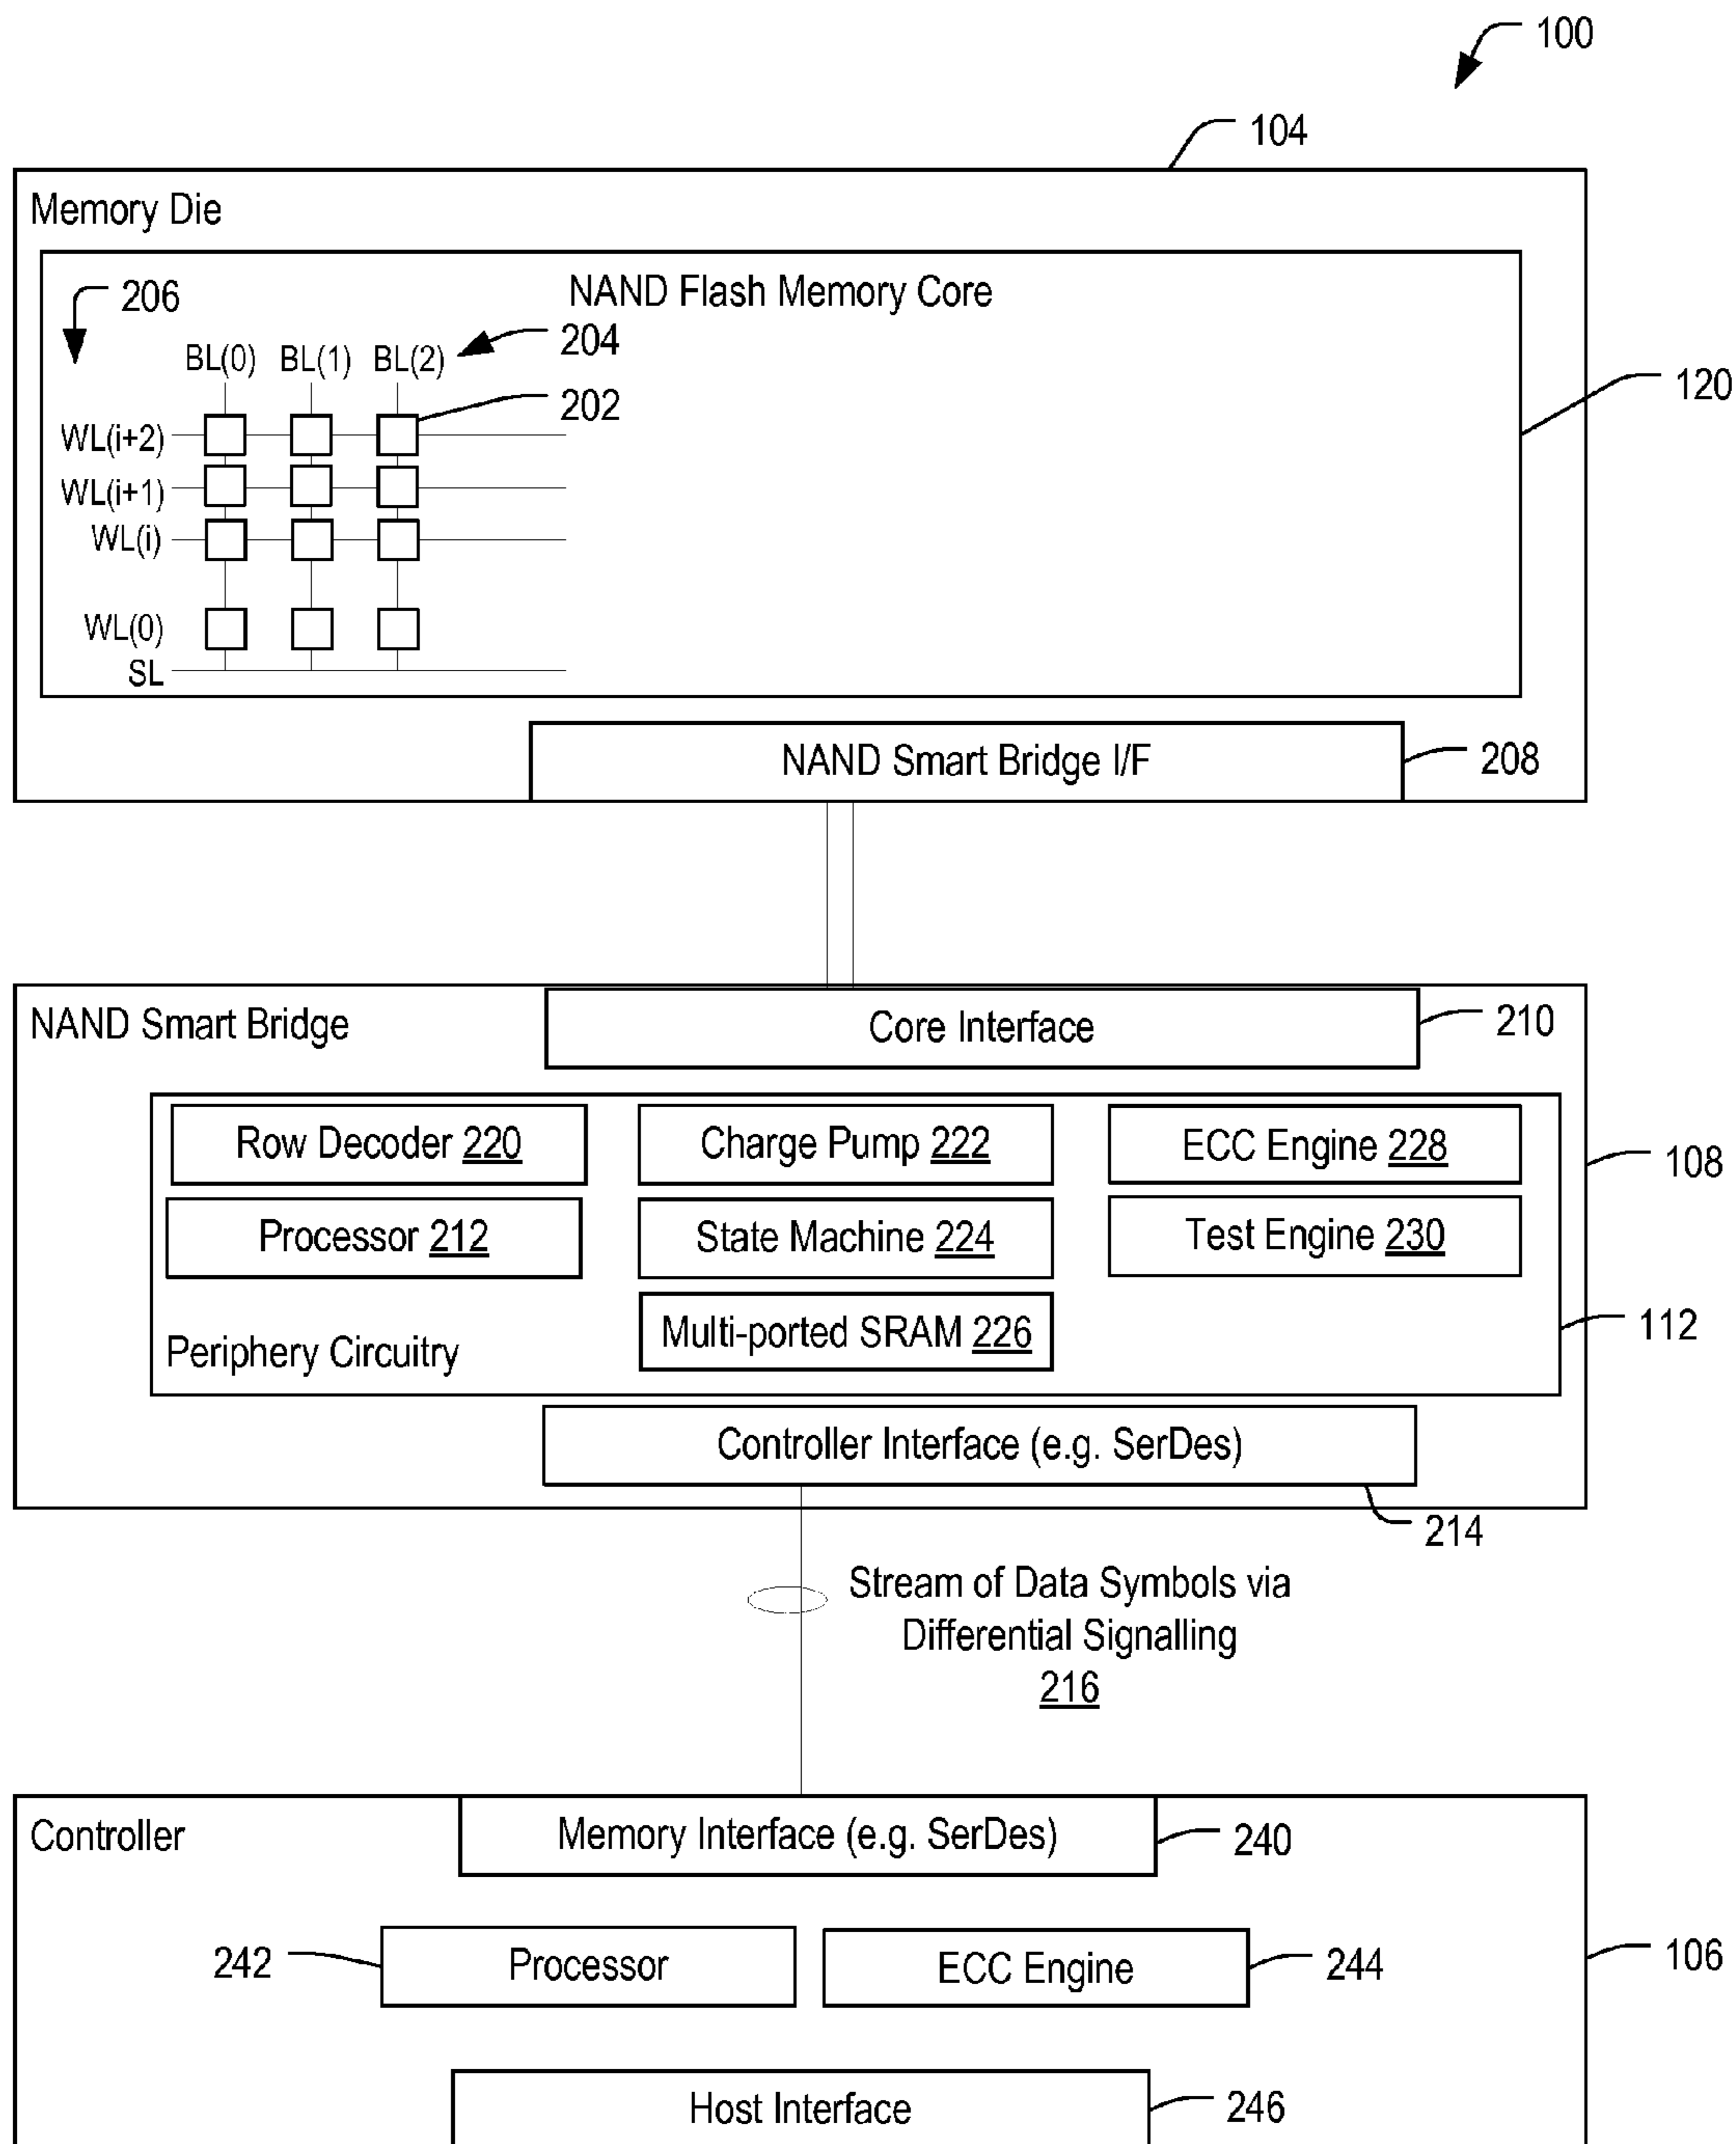 100
104
Memory Die
206
NAND Flash Memory Core
204
BL(0) BL(1) BL(2)
120
202
WL(i+2)
WL(i+1)
WL(i)
WL(0)
SL
NAND Smart Bridge I/F
208
NAND Smart Bridge
Core Interface
210
Row Decoder 220
Charge Pump 222
ECC Engine 228
108
Processor 212
State Machine 224
Test Engine 230
Multi-ported SRAM 226
112
Periphery Circuitry
Controller Interface (e.g. SerDes)
214
Stream of Data Symbols via
Differential Signalling
216
Controller
Memory Interface (e.g. SerDes)
240
242
Processor
ECC Engine
244
106
Host Interface
246